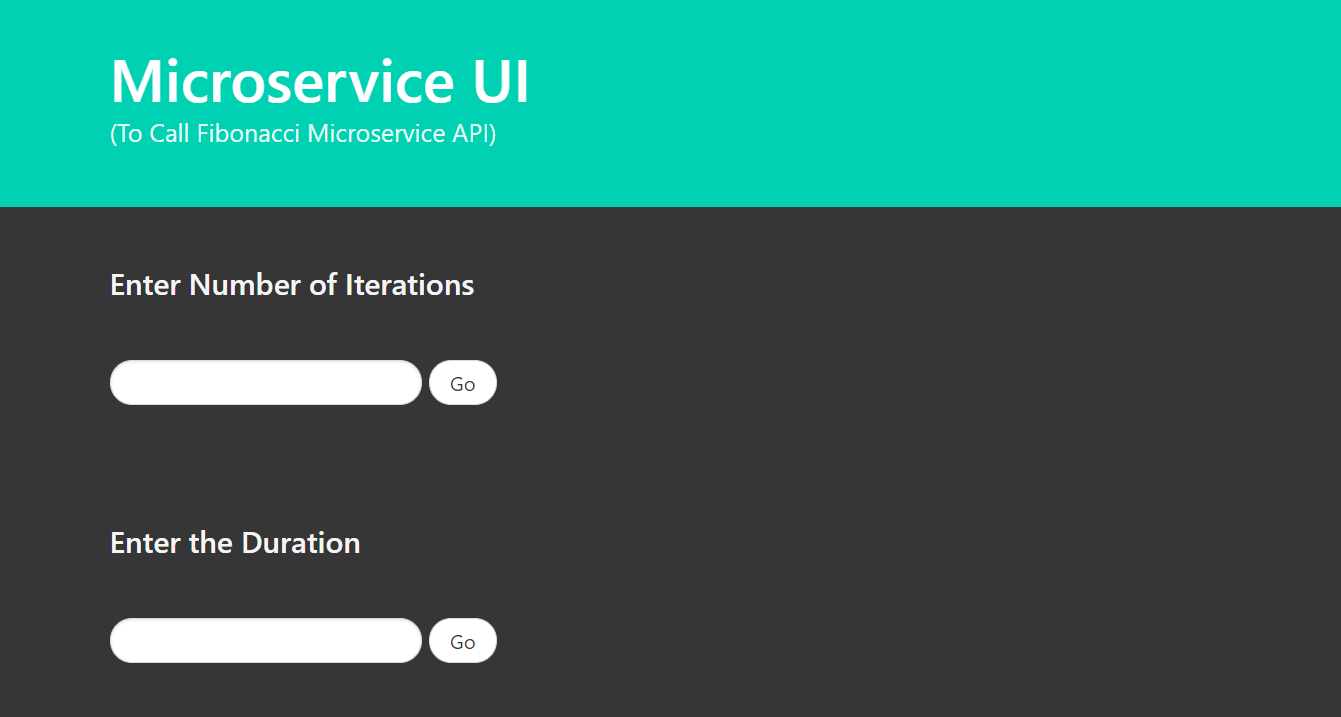 Microservice UI
(To Call Fibonacci Microservice API)
Enter Number of Iterations
Go
Enter the Duration
Go